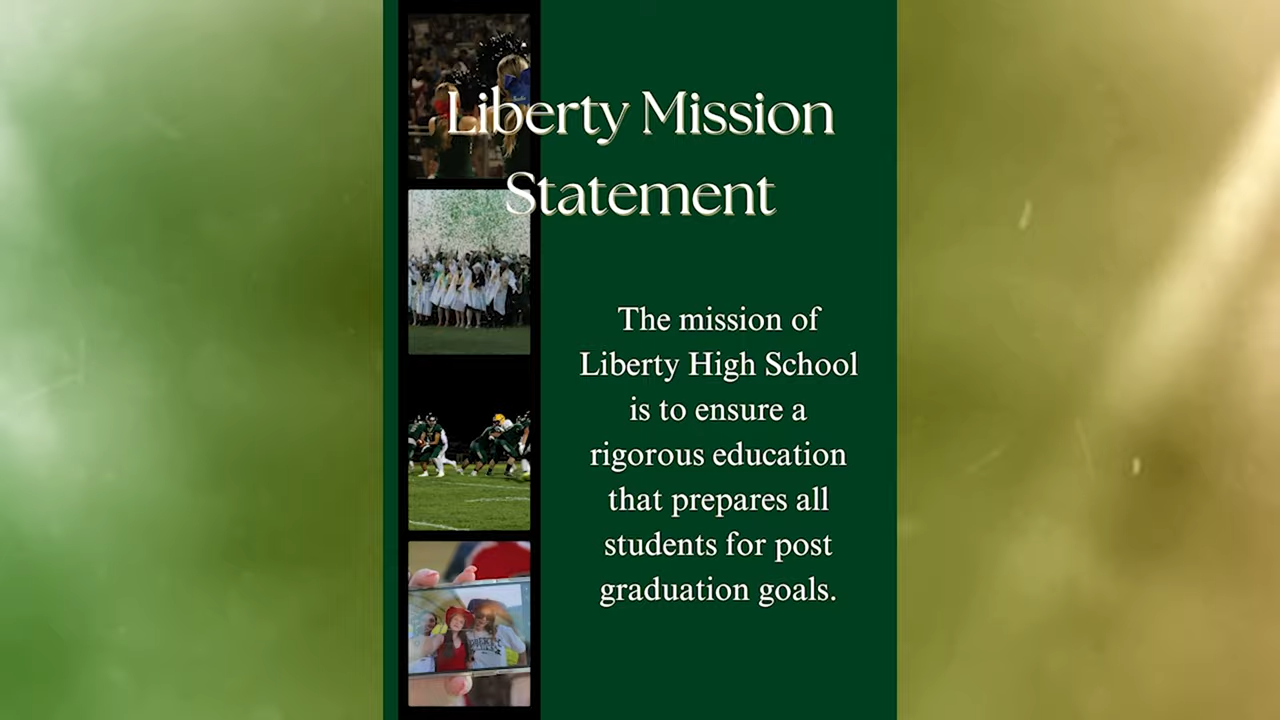 Liberty Mission
Statement
The mission of
Liberty High School
is to ensure a
rigorous education
that prepares all
students for post
graduation goals.